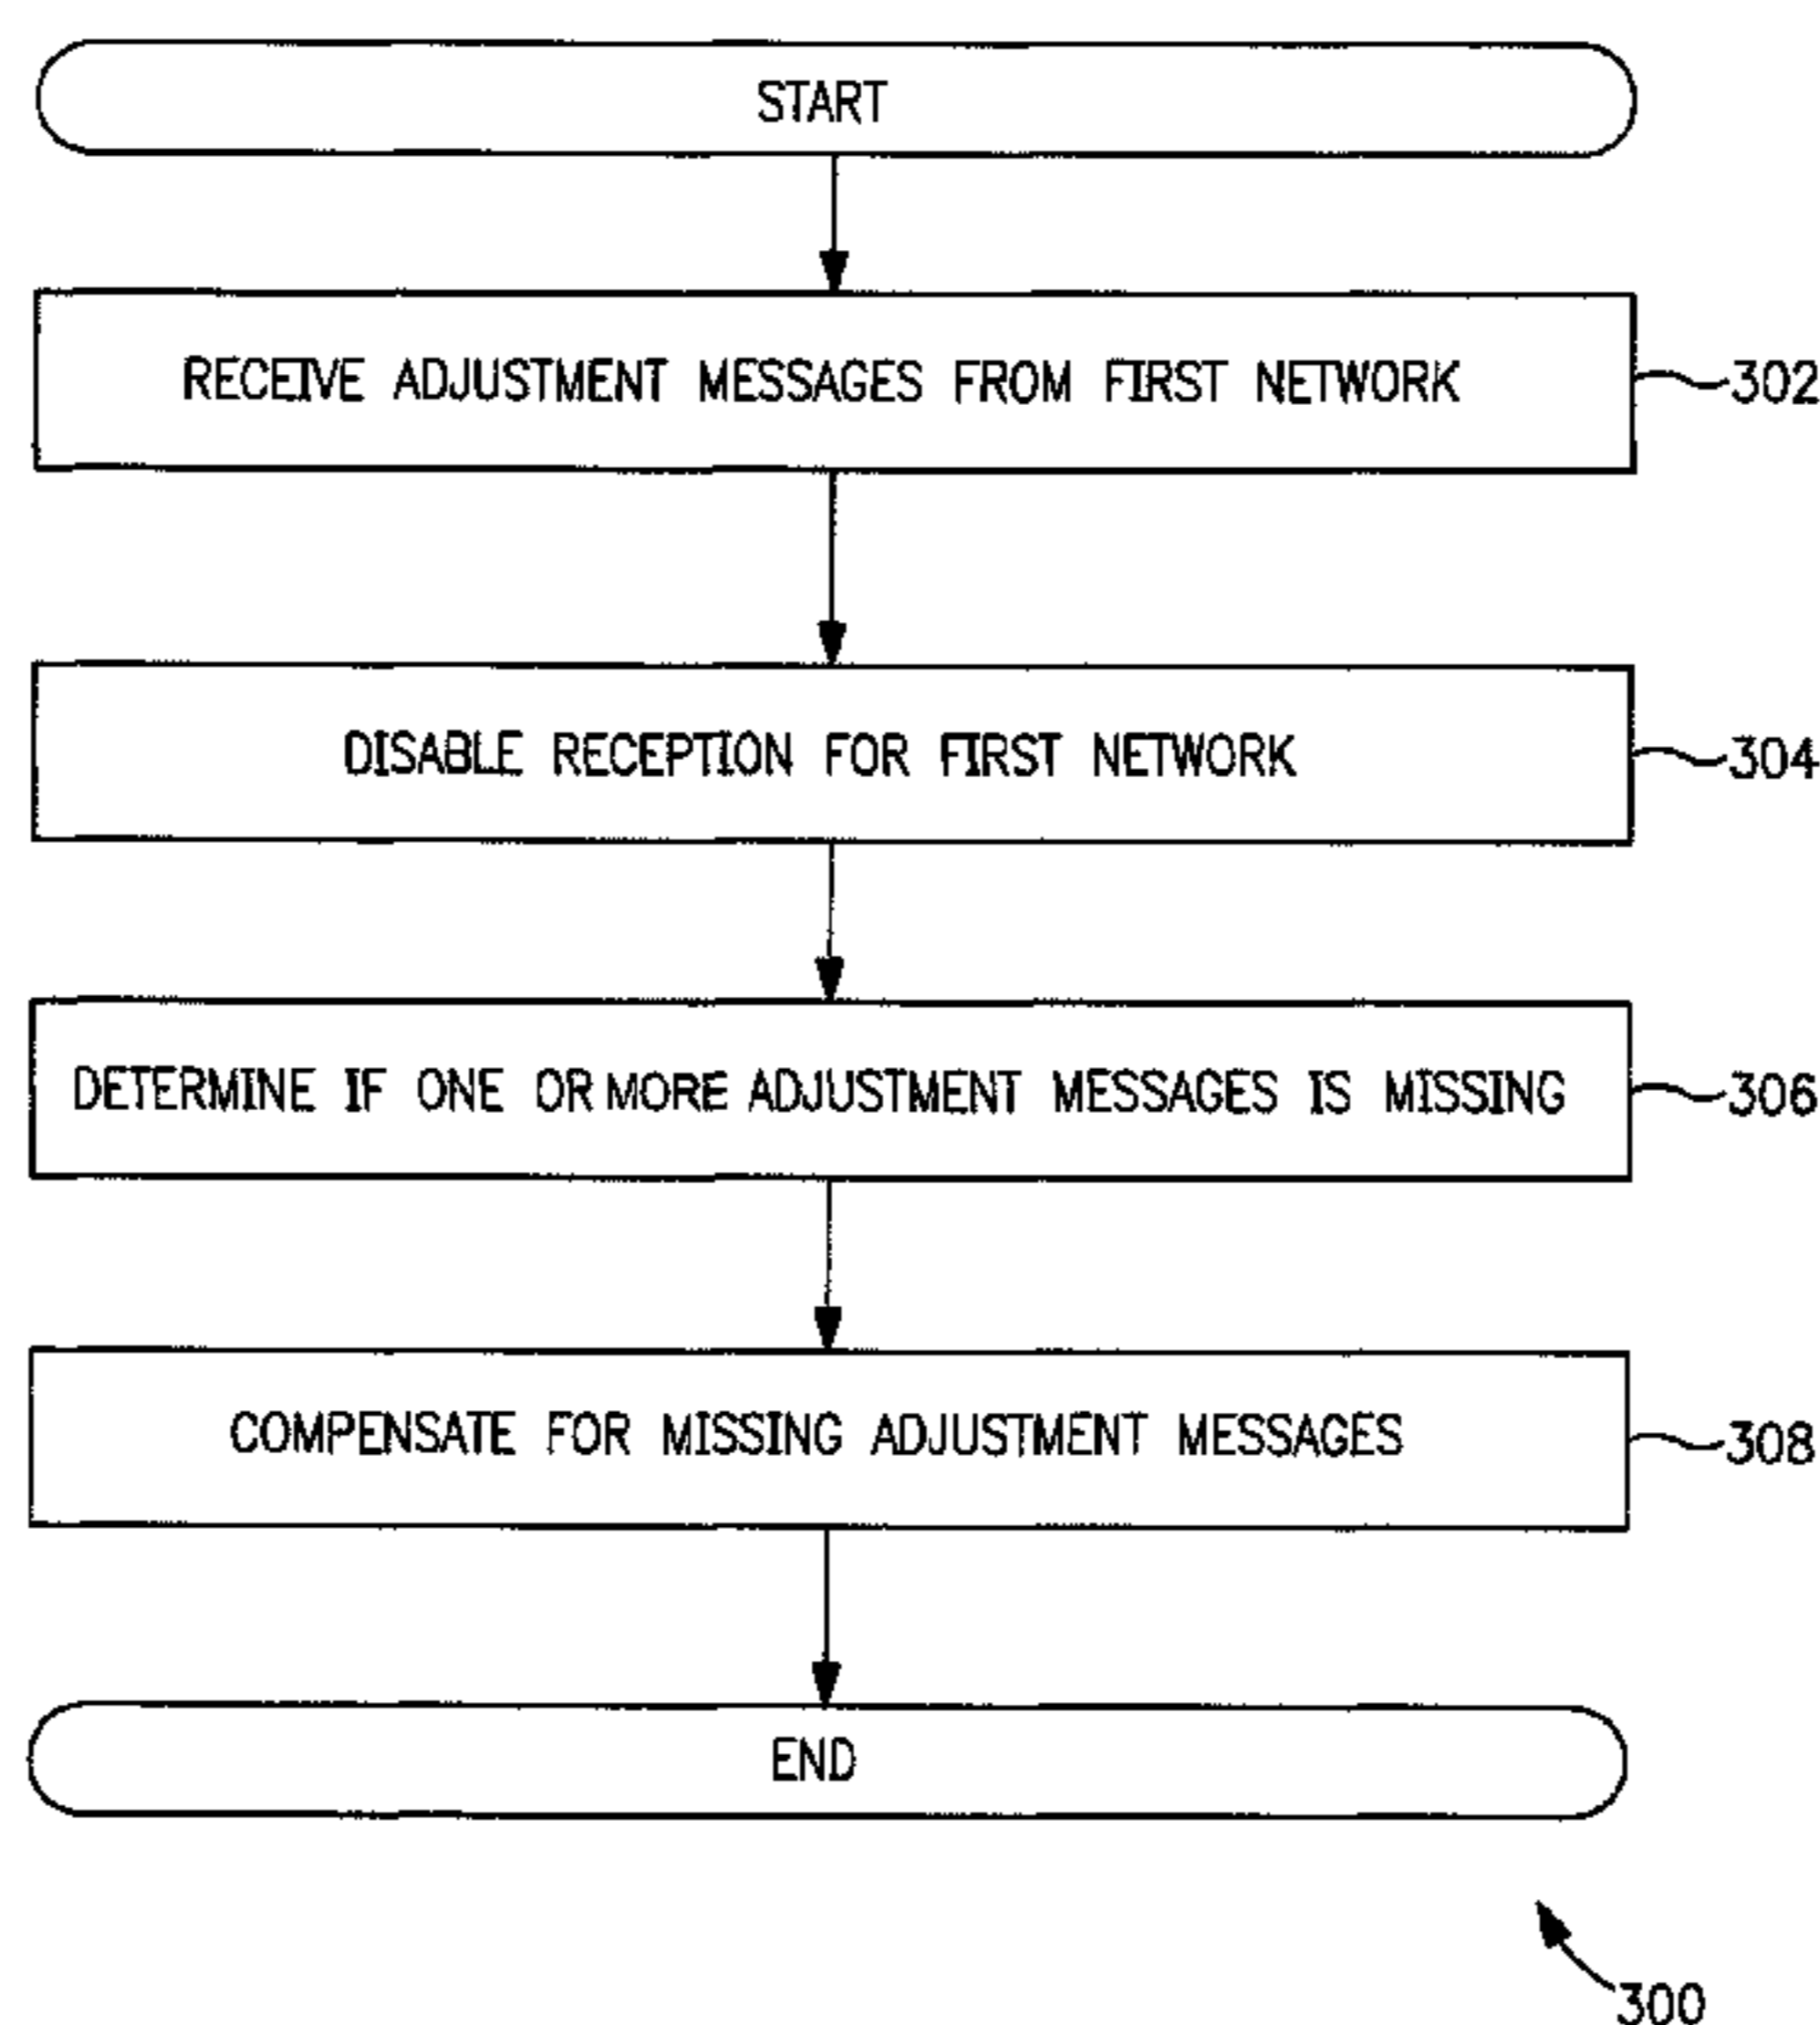 START
RECEIVE ADJUSTMENT MESSAGES FROM FIRST NETWORK
302
DISABLE RECEPTION FOR FIRST NETWORK
304
DETERMINE IF ONE OR MORE ADJUSTMENT MESSAGES IS MISSING
306
COMPENSATE FOR MISSING ADJUSTMENT MESSAGES
308
END
300